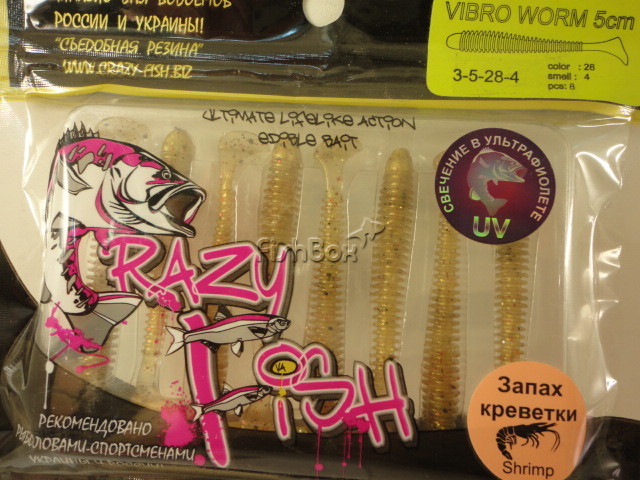 РОССИИ И УКРАИНЫ!
"СЪЕДОБНАЯ РЕЗИНА"
WWW.CRAZY-FISH.BIZ
VIBRO WORM 5cm
3-5-28-4
color : 28
smell : 4
pcs: 8
ULTIMATE LIFELIKE ACTION
EDIBLE BAIT
СВЕЧЕНИЕ В УЛЬТРАФИОЛЕТЕ
UV
FishBox
CRAZY
FISH
Запах
креветки
Shrimp
РЕКОМЕНДОВАНО
РЫБОЛОВАМИ-СПОРТСМЕНАМИ